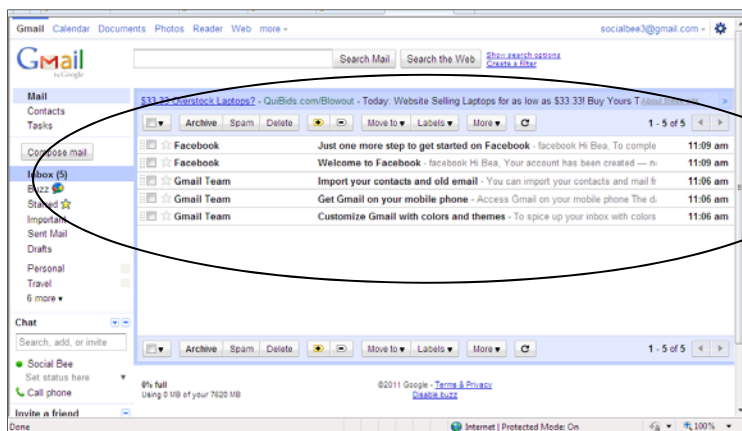 Gmail Calendar Documents Photos Reader Web more socialbee3@gmail.com
Gmail by Google Search Mail Search the Web Show search options
Create a filter
Mail
Contacts
Tasks
Compose mail
Inbox (5)
Buzz
Starred
Important
Sent Mail
Drafts
Personal
Travel
6 more
Chat
Search, add, or invite
Social Bee
Set status here
Call phone
Invite a friend
$33.33 Overstock Laptops? - QuiBids.com/Blowout - Today: Website Selling Laptops for as low as $33.33! Buy Yours T About these ads >
Archive Spam Delete Move to Labels More 1 - 5 of 5
Facebook Just one more step to get started on Facebook - facebook Hi Bea, To comple 11:09 am
Facebook Welcome to Facebook - facebook Hi Bea, Your account has been created — 11:09 am
Gmail Team Import your contacts and old email - You can import your contacts and mail fr 11:06 am
Gmail Team Get Gmail on your mobile phone - Access Gmail on your mobile phone The 11:06 am
Gmail Team Customize Gmail with colors and themes - To spice up your inbox with colors 11:06 am
Archive Spam Delete Move to Labels More 1 - 5 of 5
0% full
Using 0 MB of your 7620 MB
©2011 Google - Terms & Privacy
Disable buzz
Done Internet | Protected Mode: On 100%